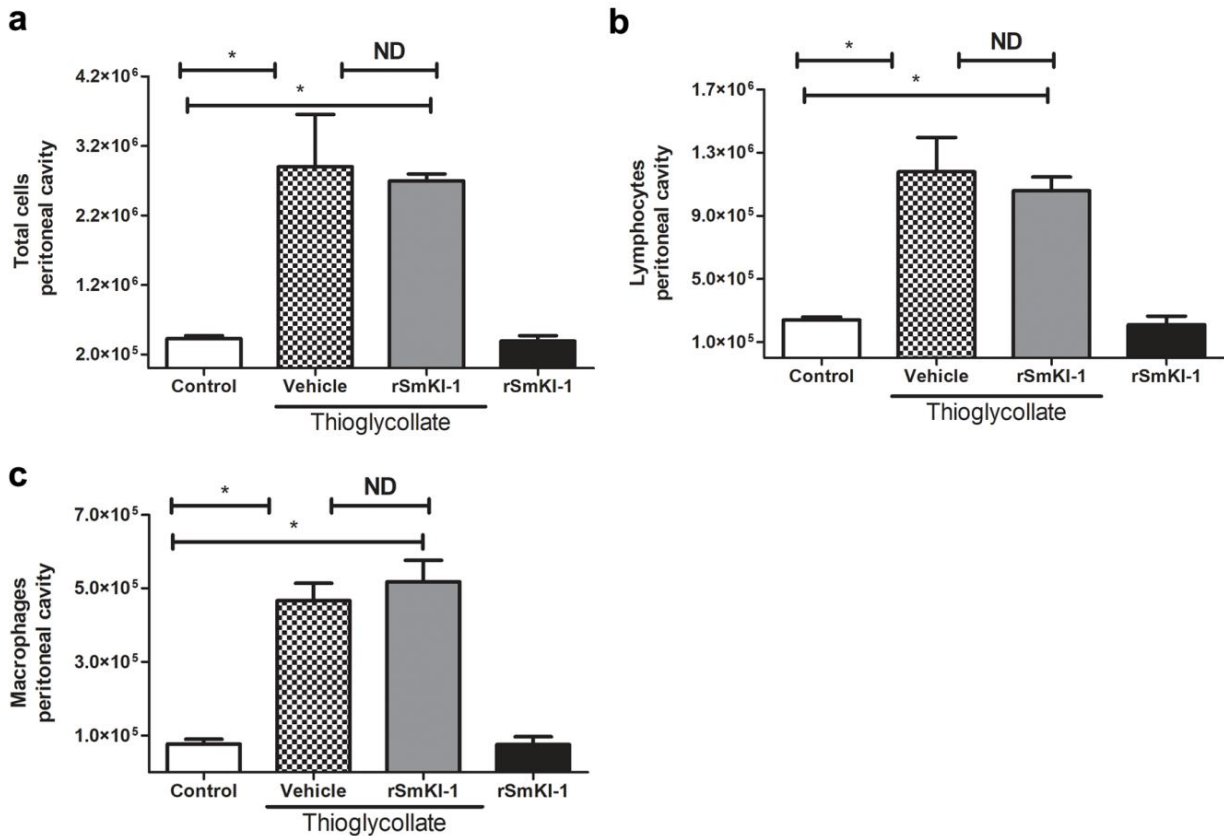 a
* ND
*
Total cells
peritoneal cavity
4.2×10⁶
3.2×10⁶
2.2×10⁶
1.2×10⁶
2.0×10⁵
Control Vehicle rSmKI-1 rSmKI-1
Thioglycollate
b
* ND
*
Lymphocytes
peritoneal cavity
1.7×10⁶
1.3×10⁶
9.0×10⁵
5.0×10⁵
1.0×10⁵
Control Vehicle rSmKI-1 rSmKI-1
Thioglycollate
c
* ND
*
Macrophages
peritoneal cavity
7.0×10⁵
5.0×10⁵
3.0×10⁵
1.0×10⁵
Control Vehicle rSmKI-1 rSmKI-1
Thioglycollate